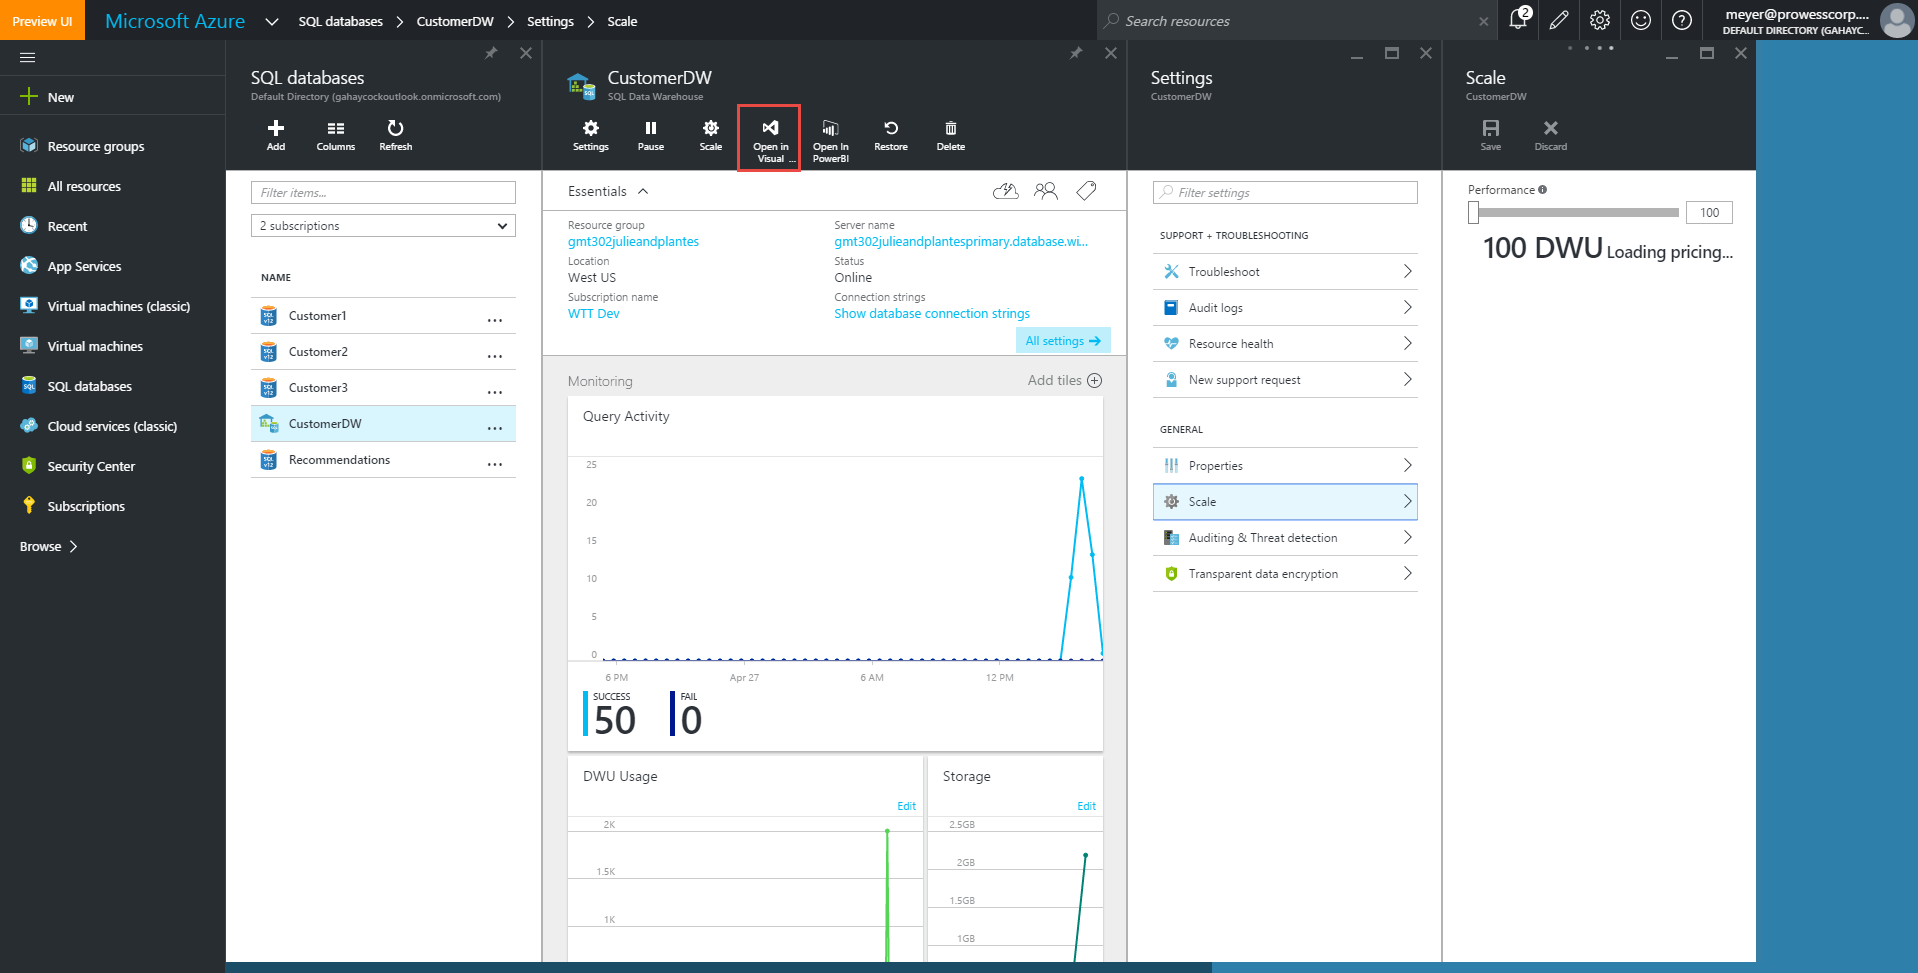 Preview UI
Microsoft Azure
SQL databases
CustomerDW
Settings
Scale
Search resources
2
meyer@prowesscorp....
DEFAULT DIRECTORY (GAHAYC...
New
Resource groups
All resources
Recent
App Services
Virtual machines (classic)
Virtual machines
SQL databases
Cloud services (classic)
Security Center
Subscriptions
Browse
SQL databases
Default Directory (gahaycockoutlook.onmicrosoft.com)
Add
Columns
Refresh
Filter items...
2 subscriptions
NAME
Customer1
...
Customer2
...
Customer3
...
CustomerDW
...
Recommendations
...
CustomerDW
SQL Data Warehouse
Settings
Pause
Scale
Open in
Visual ...
Open In
PowerBI
Restore
Delete
Essentials
Resource group
gmt302julieandplantes
Location
West US
Subscription name
WTT Dev
Server name
gmt302julieandplantesprimary.database.wi...
Status
Online
Connection strings
Show database connection strings
All settings
Monitoring
Add tiles
Query Activity
25
20
15
10
5
0
6 PM
Apr 27
6 AM
12 PM
SUCCESS
50
FAIL
0
DWU Usage
Edit
2K
1.5K
1K
Storage
Edit
2.5GB
2GB
1.5GB
1GB
Settings
CustomerDW
Filter settings
SUPPORT + TROUBLESHOOTING
Troubleshoot
Audit logs
Resource health
New support request
GENERAL
Properties
Scale
Auditing & Threat detection
Transparent data encryption
Scale
CustomerDW
Save
Discard
Performance
100
100 DWU Loading pricing...